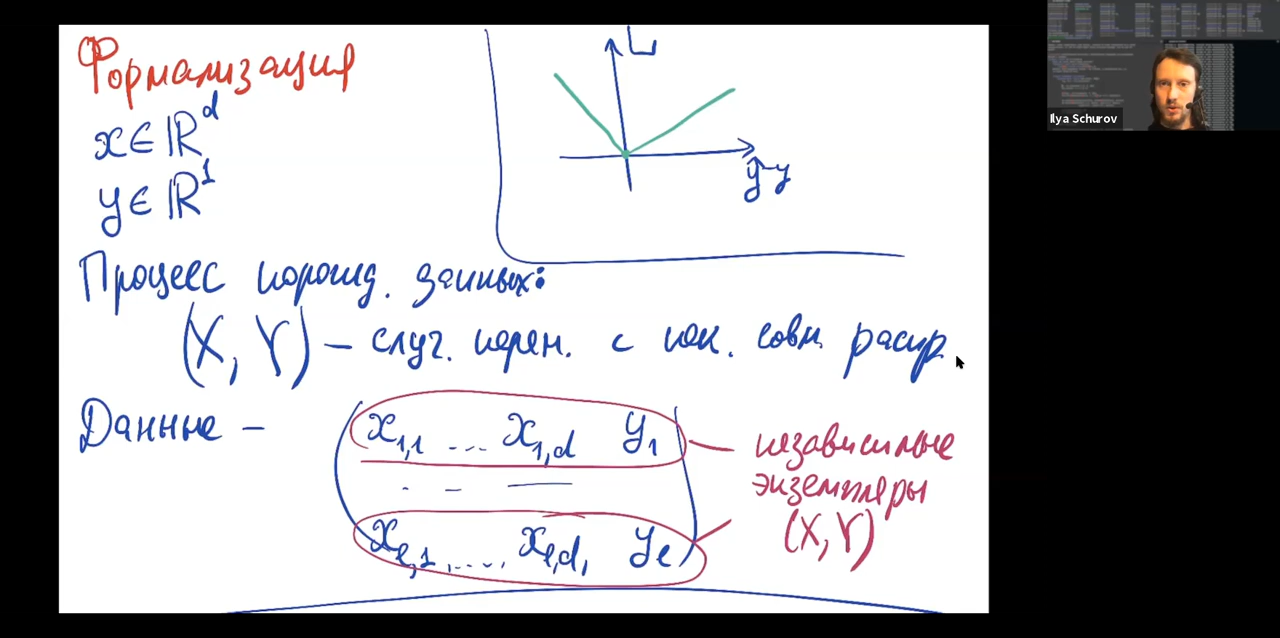 Формализация
L
x ∈ ℝ^d
y ∈ ℝ^1
ŷ-y
Процесс порожд. данных:
(X, Y) – случ. перем. с нек. совм. распр.
Данные –
x_{1,1} ... x_{1,d} y_1
x_{ℓ,1}, ...., x_{ℓ,d}, y_ℓ
независимые
экземпляры
(X, Y)
Ilya Schurov